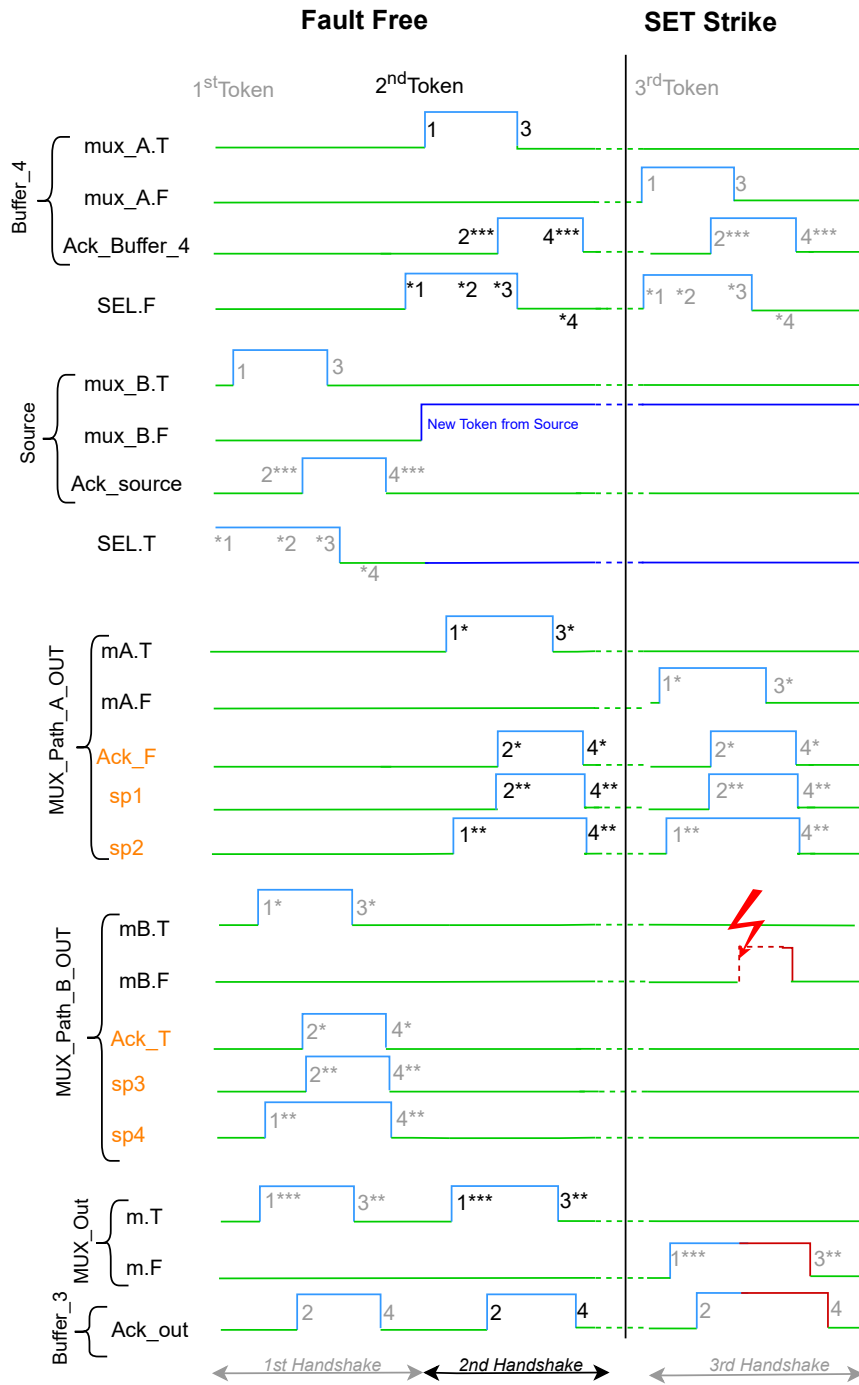 Fault Free SET Strike
1stToken 2ndToken 3rdToken
Buffer_4
mux_A.T 1 3
mux_A.F 1 3
Ack_Buffer_4 2*** 4*** 2*** 4***
SEL.F *1 *2 *3 *4 *1 *2 *3 *4
Source
mux_B.T 1 3
mux_B.F New Token from Source
Ack_source 2*** 4***
SEL.T *1 *2 *3 *4
MUX_Path_A_OUT
mA.T 1* 3*
mA.F 1* 3*
Ack_F 2* 4* 2* 4*
sp1 2** 4** 2** 4**
sp2 1** 4** 1** 4**
MUX_Path_B_OUT
mB.T 1* 3*
mB.F
Ack_T 2* 4*
sp3 2** 4**
sp4 1** 4**
MUX_Out
m.T 1*** 3** 1*** 3**
m.F 1*** 3**
Buffer_3
Ack_out 2 4 2 4 2 4
1st Handshake 2nd Handshake 3rd Handshake